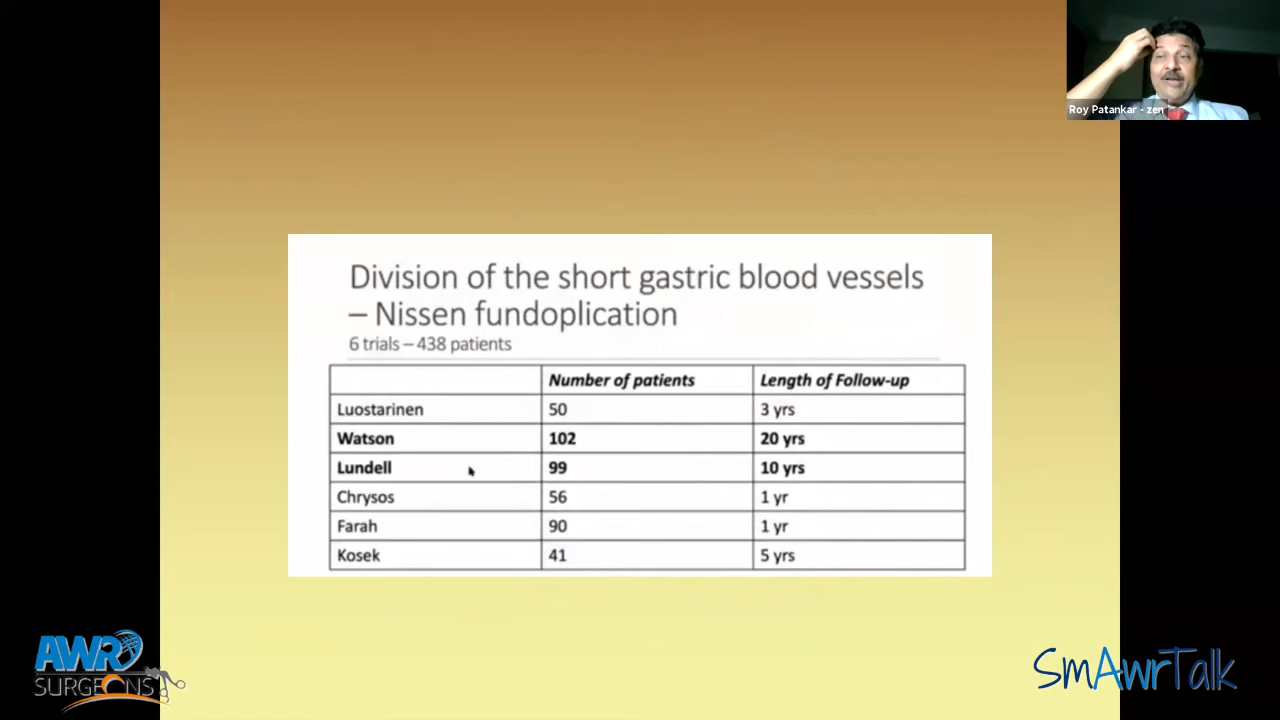 Roy Patankar - zen
Division of the short gastric blood vessels
– Nissen fundoplication
6 trials – 438 patients
Number of patients Length of Follow-up
Luostarinen 50 3 yrs
Watson 102 20 yrs
Lundell 99 10 yrs
Chrysos 56 1 yr
Farah 90 1 yr
Kosek 41 5 yrs
AWR
SURGEONS
SmAwrTalk